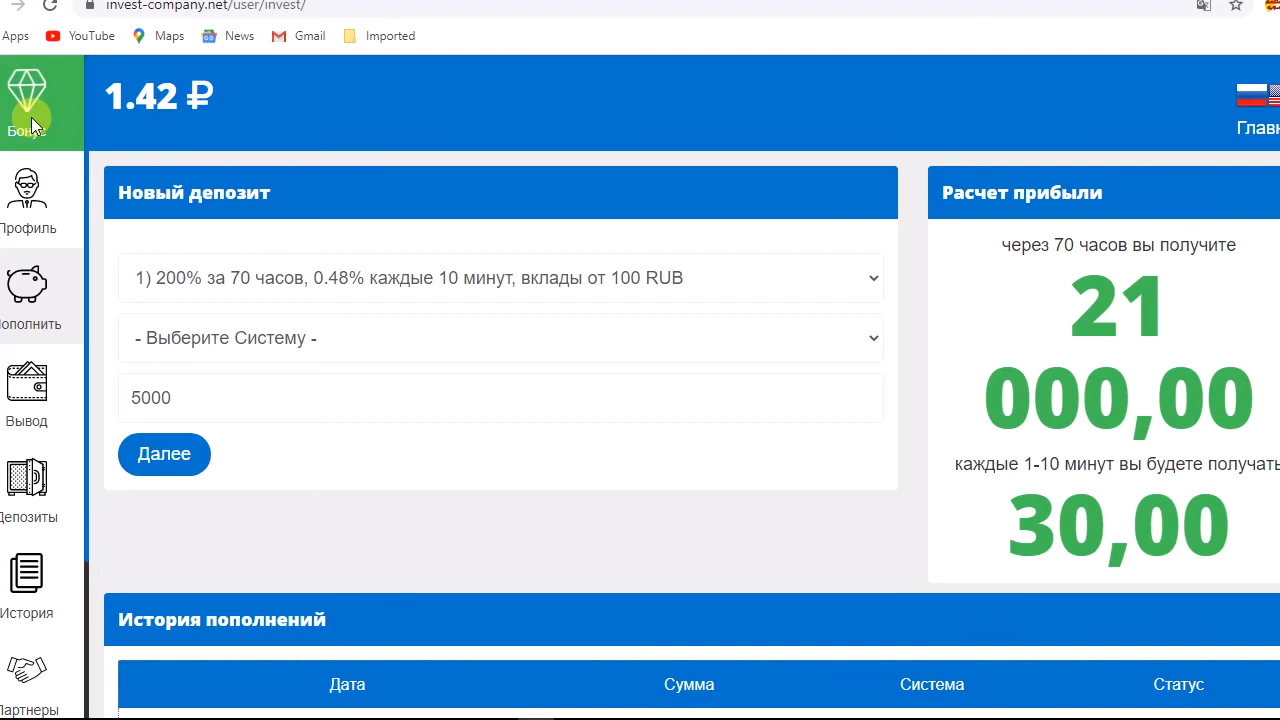 invest-company.net/user/invest/
Apps YouTube Maps News Gmail Imported
1.42 ₽
Бонус
Главн
Новый депозит
Расчет прибыли
Профиль
через 70 часов вы получите
1) 200% за 70 часов, 0.48% каждые 10 минут, вклады от 100 RUB
21
000,00
ополнить
- Выберите Систему -
5000
Вывод
Далее
каждые 1-10 минут вы будете получать
30,00
Депозиты
История
История пополнений
Дата Сумма Система Статус
Партнеры